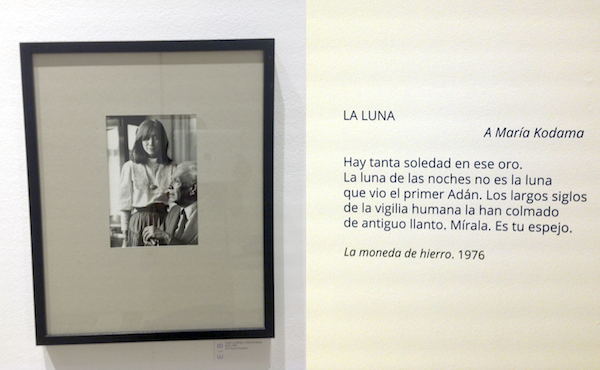 LA LUNA
A María Kodama
Hay tanta soledad en ese oro.
La luna de las noches no es la luna
que vio el primer Adán. Los largos siglos
de la vigilia humana la han colmado
de antiguo llanto. Mírala. Es tu espejo.
La moneda de hierro. 1976